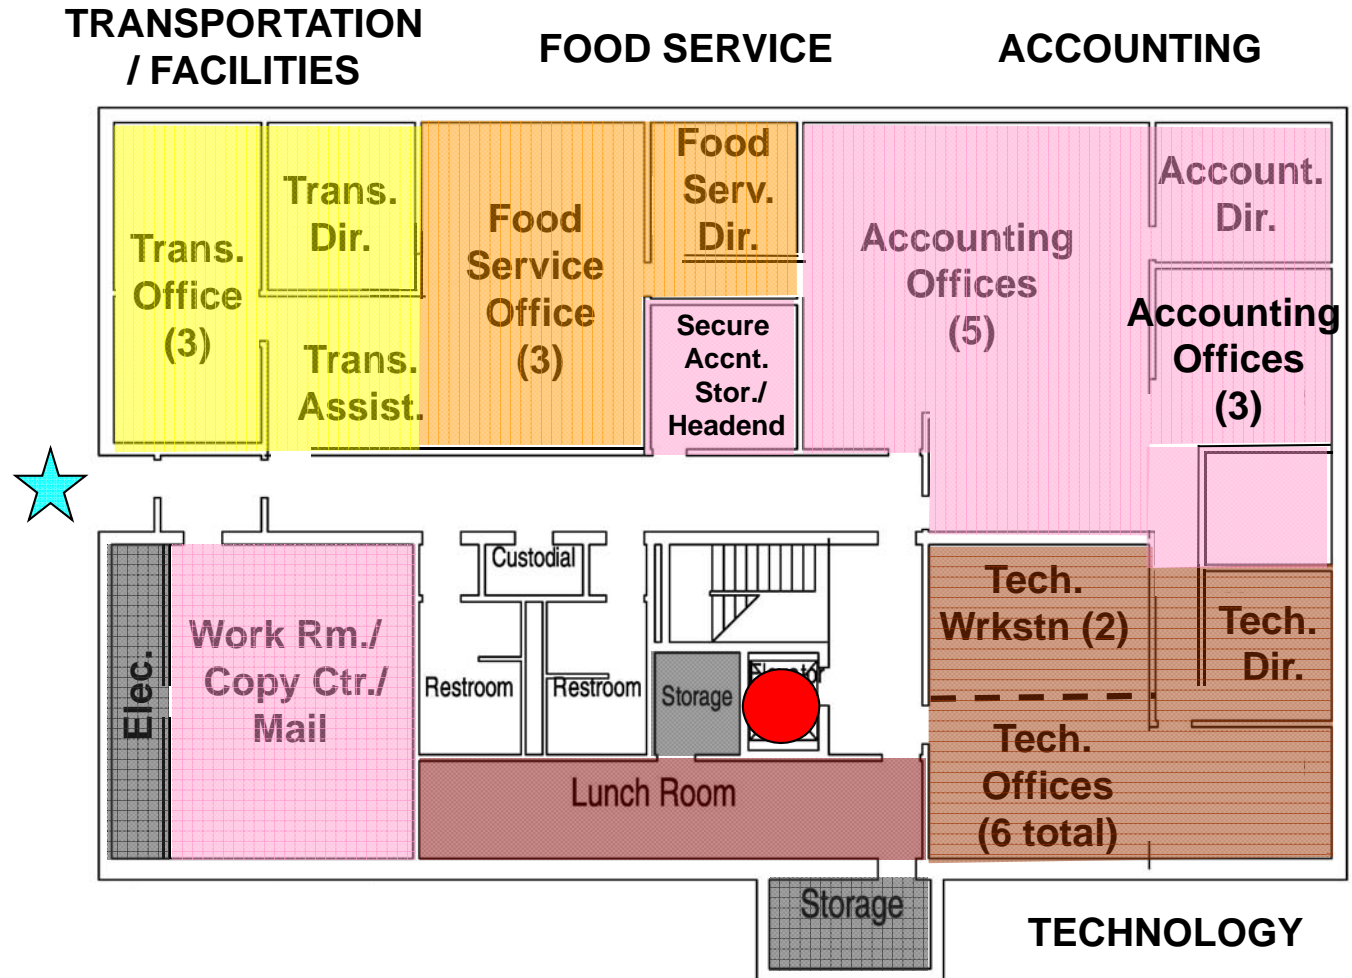 TRANSPORTATION
/ FACILITIES
FOOD SERVICE
ACCOUNTING
Trans.
Office
(3)
Trans.
Dir.
Trans.
Assist.
Food
Service
Office
(3)
Food
Serv.
Dir.
Secure
Accnt.
Stor./
Headend
Accounting
Offices
(5)
Account.
Dir.
Accounting
Offices
(3)
Elec.
Work Rm./
Copy Ctr./
Mail
Custodial
Restroom
Restroom
Storage
Elevator
Lunch Room
Storage
Tech.
Wrkstn (2)
Tech.
Dir.
Tech.
Offices
(6 total)
TECHNOLOGY